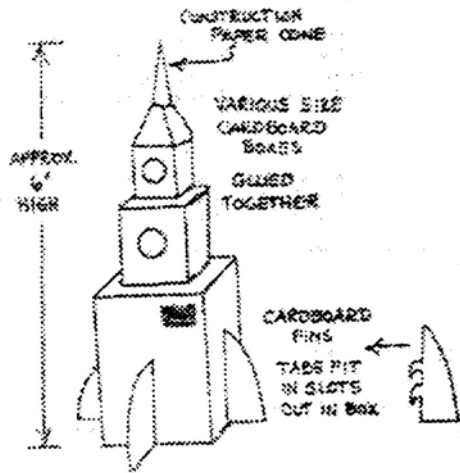 CONSTRUCTION
PAPER CONE
VARIOUS SIZE
CARDBOARD
BOXES
GLUED
TOGETHER
APPROX.
6'
HIGH
CARDBOARD
FINS
TABS FIT
IN SLOTS
CUT IN BOX